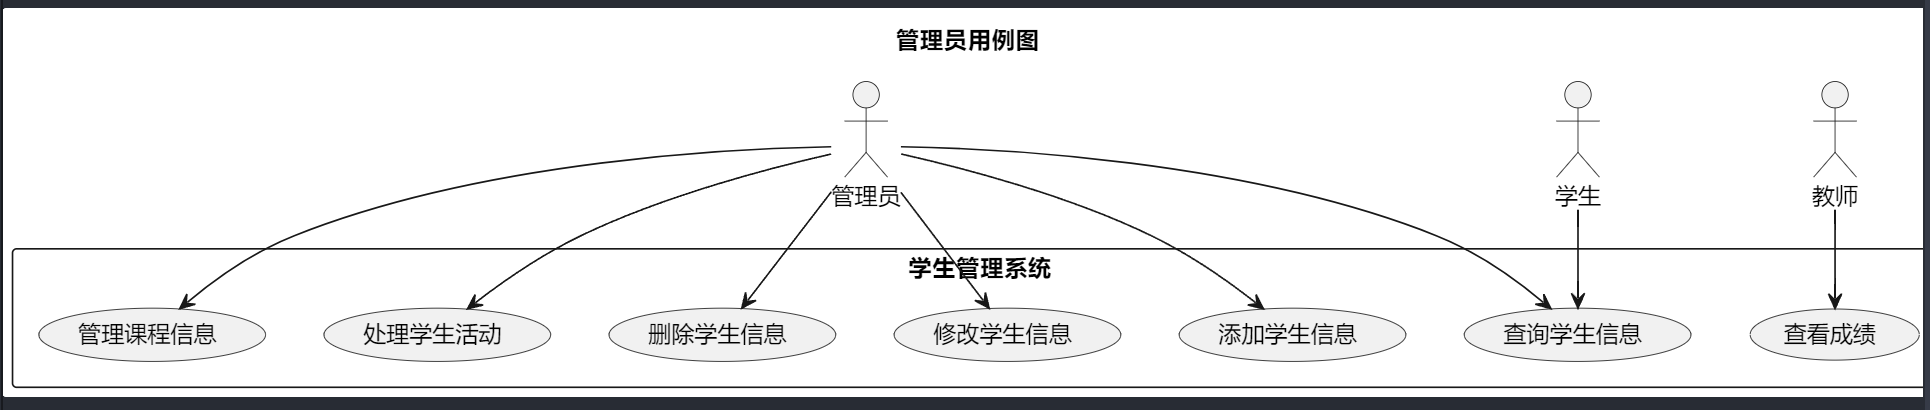 管理员用例图
管理员
学生
教师
学生管理系统
管理课程信息
处理学生活动
删除学生信息
修改学生信息
添加学生信息
查询学生信息
查看成绩